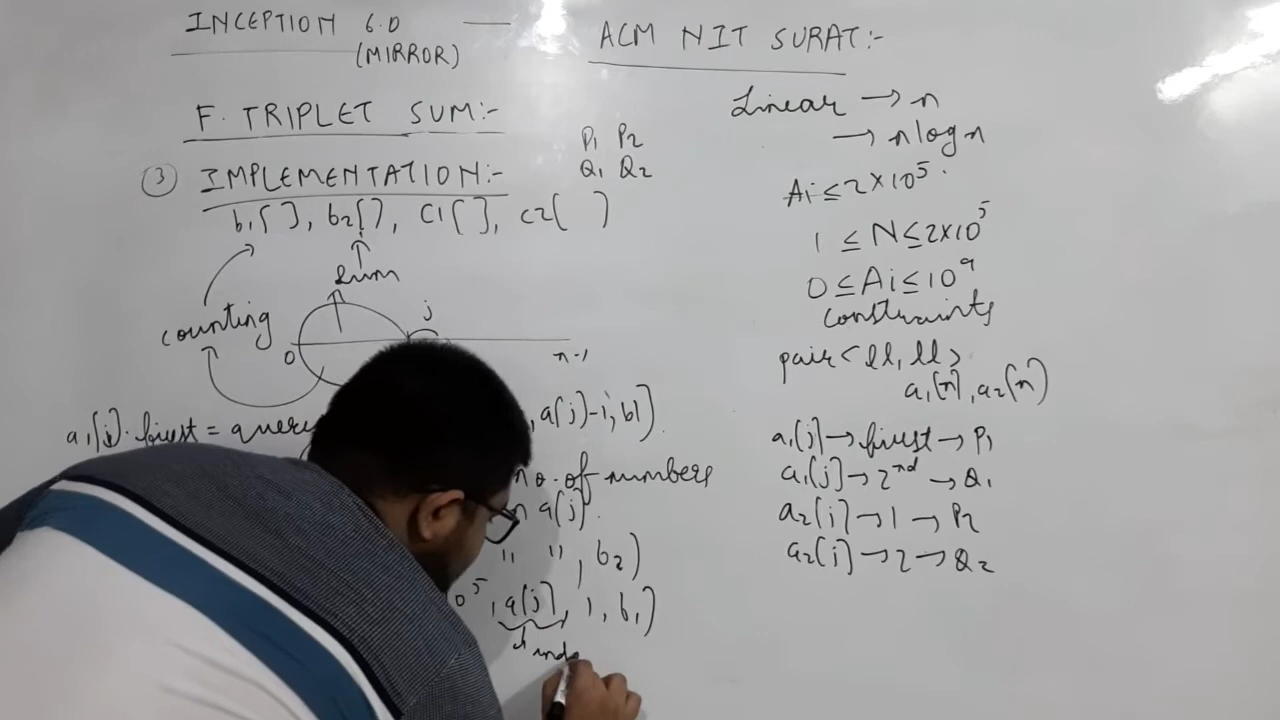 INCEPTION 6.0 —
(MIRROR)
ACM NIT SURAT:-
F. TRIPLET SUM:-
P1 P2
Q1 Q2
③ IMPLEMENTATION:-
b1[ ], b2[ ], C1[ ], C2[ ]
sum
counting
j
0
n-1
a1[j].first = query
, a[j]-1, b1)
no. of numbers
a[j].
" ", b2)
05, a[j], 1, b1)
Linear → n
→ n log n
Ai ≤ 2×10^5.
1 ≤ N ≤ 2×10^5
0 ≤ Ai ≤ 10^9
constraints
pair<ll, ll>
a1[n], a2[n]
a1[j] → first → P1
a1[j] → 2nd → Q1
a2[j] → 1 → P2
a2[j] → 2 → Q2